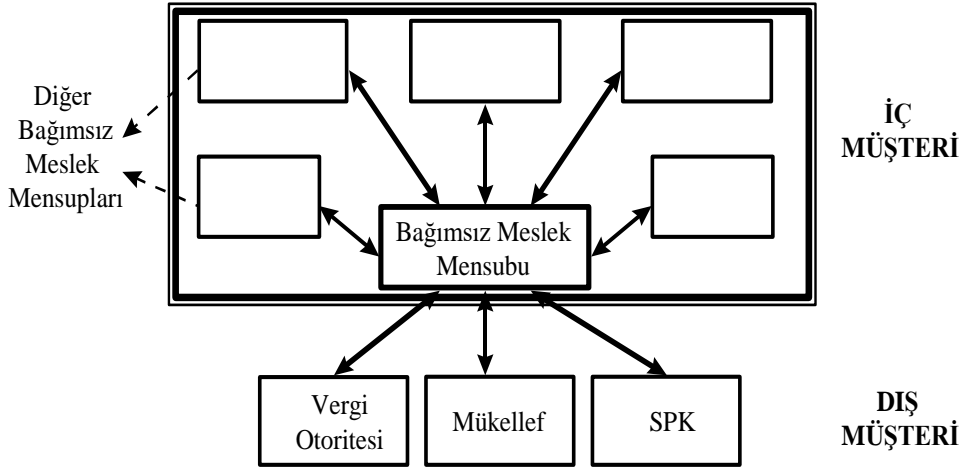 Diğer
Bağımsız
Meslek
Mensupları
İÇ
MÜŞTERİ
Bağımsız Meslek
Mensubu
Vergi
Otoritesi
Mükellef
SPK
DIŞ
MÜŞTERİ